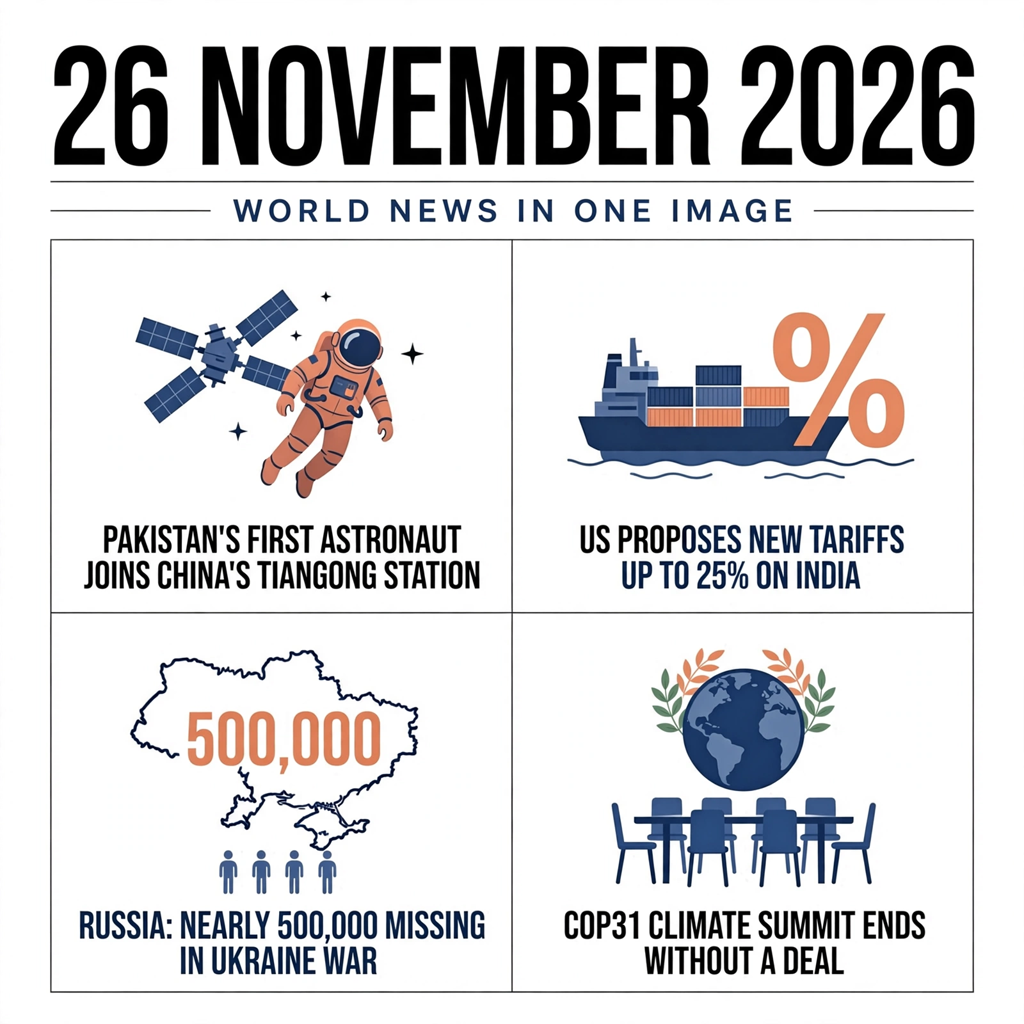 26 NOVEMBER 2026
WORLD NEWS IN ONE IMAGE
PAKISTAN'S FIRST ASTRONAUT
JOINS CHINA'S TIANGONG STATION
%
US PROPOSES NEW TARIFFS
UP TO 25% ON INDIA
500,000
RUSSIA: NEARLY 500,000 MISSING
IN UKRAINE WAR
COP31 CLIMATE SUMMIT ENDS
WITHOUT A DEAL